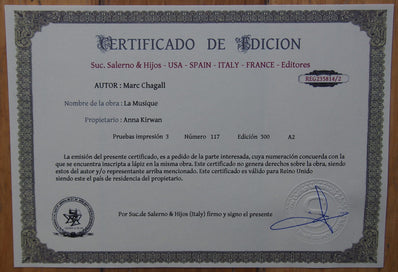 CERTIFICADO DE EDICION
Suc. Salerno & Hijos - USA - SPAIN - ITALY - FRANCE - Editores
REG235814/2
AUTOR : Marc Chagall
Nombre de la obra : La Musique
Propietario : Anna Kirwan
Pruebas impresión 3 Número 117 Edición 300 A2
La emisión del presente certificado, es a pedido de la parte interesada, cuya numeración concuerda con la que
se encuentra inscripta a lápiz en la misma obra. Este certificado no genera derechos sobre la obra, siendo
estos del autor y/o representante arriba mencionado. Este certificado es válido para Reino Unido
siendo este el país de residencia del propietario.
Por Suc.de Salerno & Hijos (Italy) firmo y signo el presente